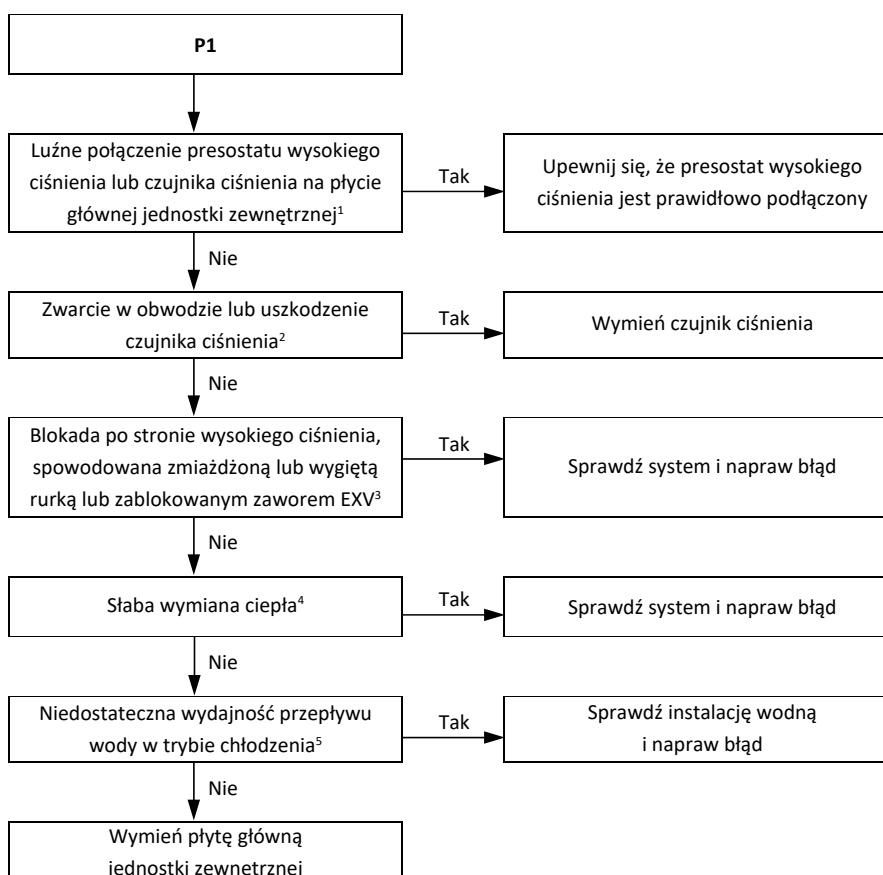 P1
Luźne połączenie presostatu wysokiego
ciśnienia lub czujnika ciśnienia na płycie
głównej jednostki zewnętrznej¹
Tak
Upewnij się, że presostat wysokiego
ciśnienia jest prawidłowo podłączony
Nie
Zwarcie w obwodzie lub uszkodzenie
czujnika ciśnienia²
Tak
Wymień czujnik ciśnienia
Nie
Blokada po stronie wysokiego ciśnienia,
spowodowana zmiażdżoną lub wygiętą
rurką lub zablokowanym zaworem EXV³
Tak
Sprawdź system i napraw błąd
Nie
Słaba wymiana ciepła⁴
Tak
Sprawdź system i napraw błąd
Nie
Niedostateczna wydajność przepływu
wody w trybie chłodzenia⁵
Tak
Sprawdź instalację wodną
i napraw błąd
Nie
Wymień płytę główną
jednostki zewnętrznej